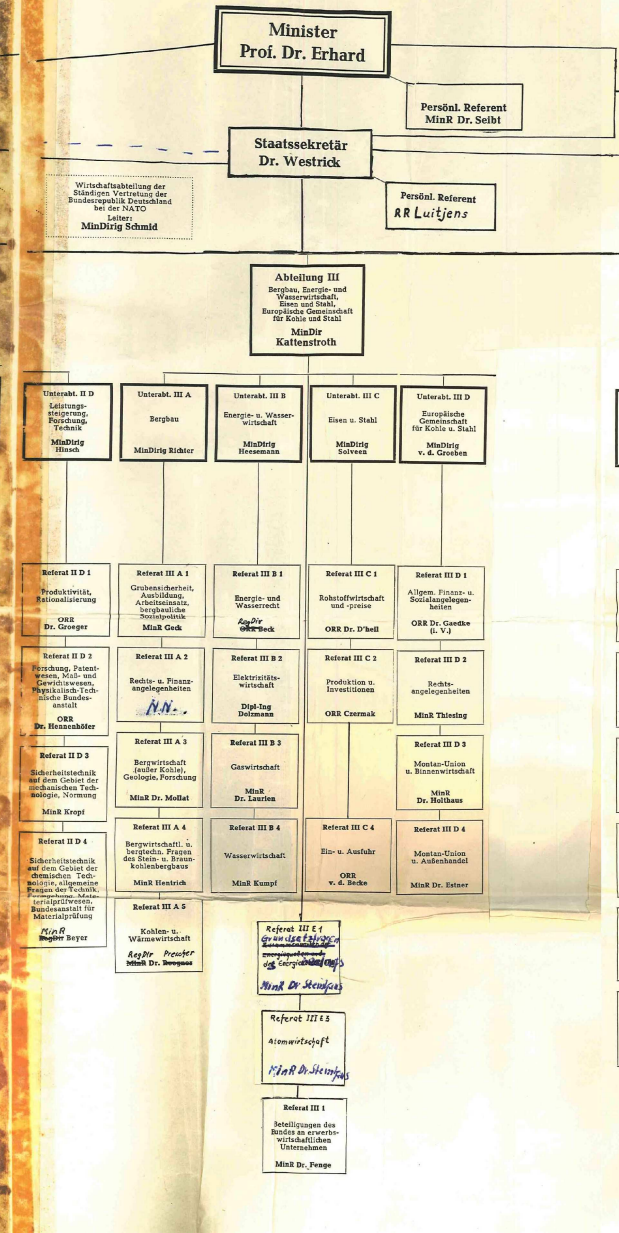 Minister
Prof. Dr. Erhard
Persönl. Referent
MinR Dr. Seibt
Staatssekretär
Dr. Westrick
Wirtschaftsabteilung der
Ständigen Vertretung der
Bundesrepublik Deutschland
bei der NATO
Leiter:
MinDirig Schmid
Persönl. Referent
RR Luitjens
Abteilung III
Bergbau, Energie- und
Wasserwirtschaft,
Eisen und Stahl,
Europäische Gemeinschaft
für Kohle und Stahl
MinDir
Kattenstroth
Unterabt. II D
Leistungs-
steigerung,
Forschung,
Technik
MinDirig
Hinsch
Unterabt. III A
Bergbau
MinDirig Richter
Unterabt. III B
Energie- u. Wasser-
wirtschaft
MinDirig
Heesemann
Unterabt. III C
Eisen u. Stahl
MinDirig
Solveen
Unterabt. III D
Europäische
Gemeinschaft
für Kohle u. Stahl
MinDirig
v. d. Groeben
Referat II D 1
Produktivität,
Rationalisierung
ORR
Dr. Groeger
Referat III A 1
Grubensicherheit,
Ausbildung,
Arbeitseinsatz,
bergbauliche
Sozialpolitik
MinR Geck
Referat III B 1
Energie- und
Wasserrecht
RegDir
ORR Beck
Referat III C 1
Rohstoffwirtschaft
und -preise
ORR Dr. D'heil
Referat III D 1
Allgem. Finanz- u.
Sozialangelegen-
heiten
ORR Dr. Gaedke
(i. V.)
Referat II D 2
Forschung, Patent-
wesen, Maß- und
Gewichtswesen,
Physikalisch-Tech-
nische Bundes-
anstalt
ORR
Dr. Hennenhöfer
Referat III A 2
Rechts- u. Finanz-
angelegenheiten
N.N.
Referat III B 2
Elektrizitäts-
wirtschaft
Dipl-Ing
Dolzmann
Referat III C 2
Produktion u.
Investitionen
ORR Czermak
Referat III D 2
Rechts-
angelegenheiten
MinR Thiesing
Referat II D 3
Sicherheitstechnik
auf dem Gebiet der
mechanischen Tech-
nologie, Normung
MinR Kropf
Referat III A 3
Bergwirtschaft
(außer Kohle),
Geologie, Forschung
MinR Dr. Mollat
Referat III B 3
Gaswirtschaft
MinR
Dr. Laurien
Referat III D 3
Montan-Union
u. Binnenwirtschaft
MinR
Dr. Holthaus
Referat II D 4
Sicherheitstechnik
auf dem Gebiet der
chemischen Tech-
nologie, allgemeine
Fragen der Technik,
Formgebung, Mate-
rialprüfwesen,
Bundesanstalt für
Materialprüfung
MinR
RegDir Beyer
Referat III A 4
Bergwirtschaftl. u.
bergtechn. Fragen
des Stein- u. Braun-
kohlenbergbaus
MinR Hentrich
Referat III B 4
Wasserwirtschaft
MinR Kumpf
Referat III C 4
Ein- u. Ausfuhr
ORR
v. d. Becke
Referat III D 4
Montan-Union
u. Außenhandel
MinR Dr. Estner
Referat III A 5
Kohlen- u.
Wärmewirtschaft
RegDir Prescher
MinR Dr.
Referat III E 1
Grundsatzfragen
MinR Dr
Referat III E 3
Atomwirtschaft
MinR Dr.
Referat III 1
Beteiligungen des
Bundes an erwerbs-
wirtschaftlichen
Unternehmen
MinR Dr. Fenge